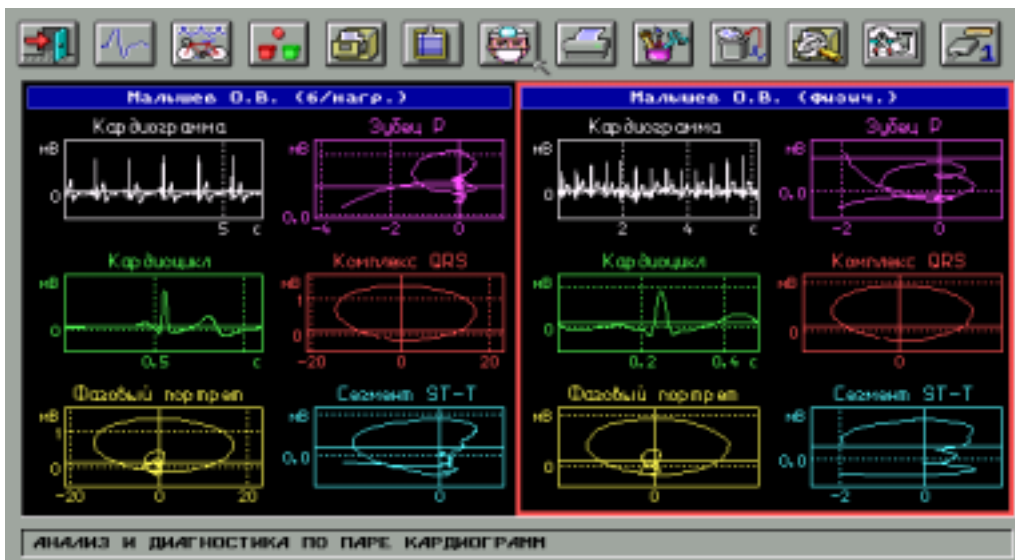 1
Малышев О.В. (б/нагр.)
Кардиограмма
мВ
0
5 с
Зубец P
мВ
0,0
-4 -2 0
Кардиоцикл
мВ
0
0,5 с
Комплекс QRS
мВ
1
0
-20 0 20
Фазовый портрет
мВ
1
0
-20 0 20
Сегмент ST-T
мВ
0,0
0
Малышев О.В. (физич.)
Кардиограмма
мВ
0
2 4 с
Зубец P
мВ
0,0
-2 0
Кардиоцикл
мВ
0
0,2 0,4 с
Комплекс QRS
мВ
0
0
Фазовый портрет
мВ
0
0
Сегмент ST-T
мВ
0,0
-2 0
АНАЛИЗ И ДИАГНОСТИКА ПО ПАРЕ КАРДИОГРАММ